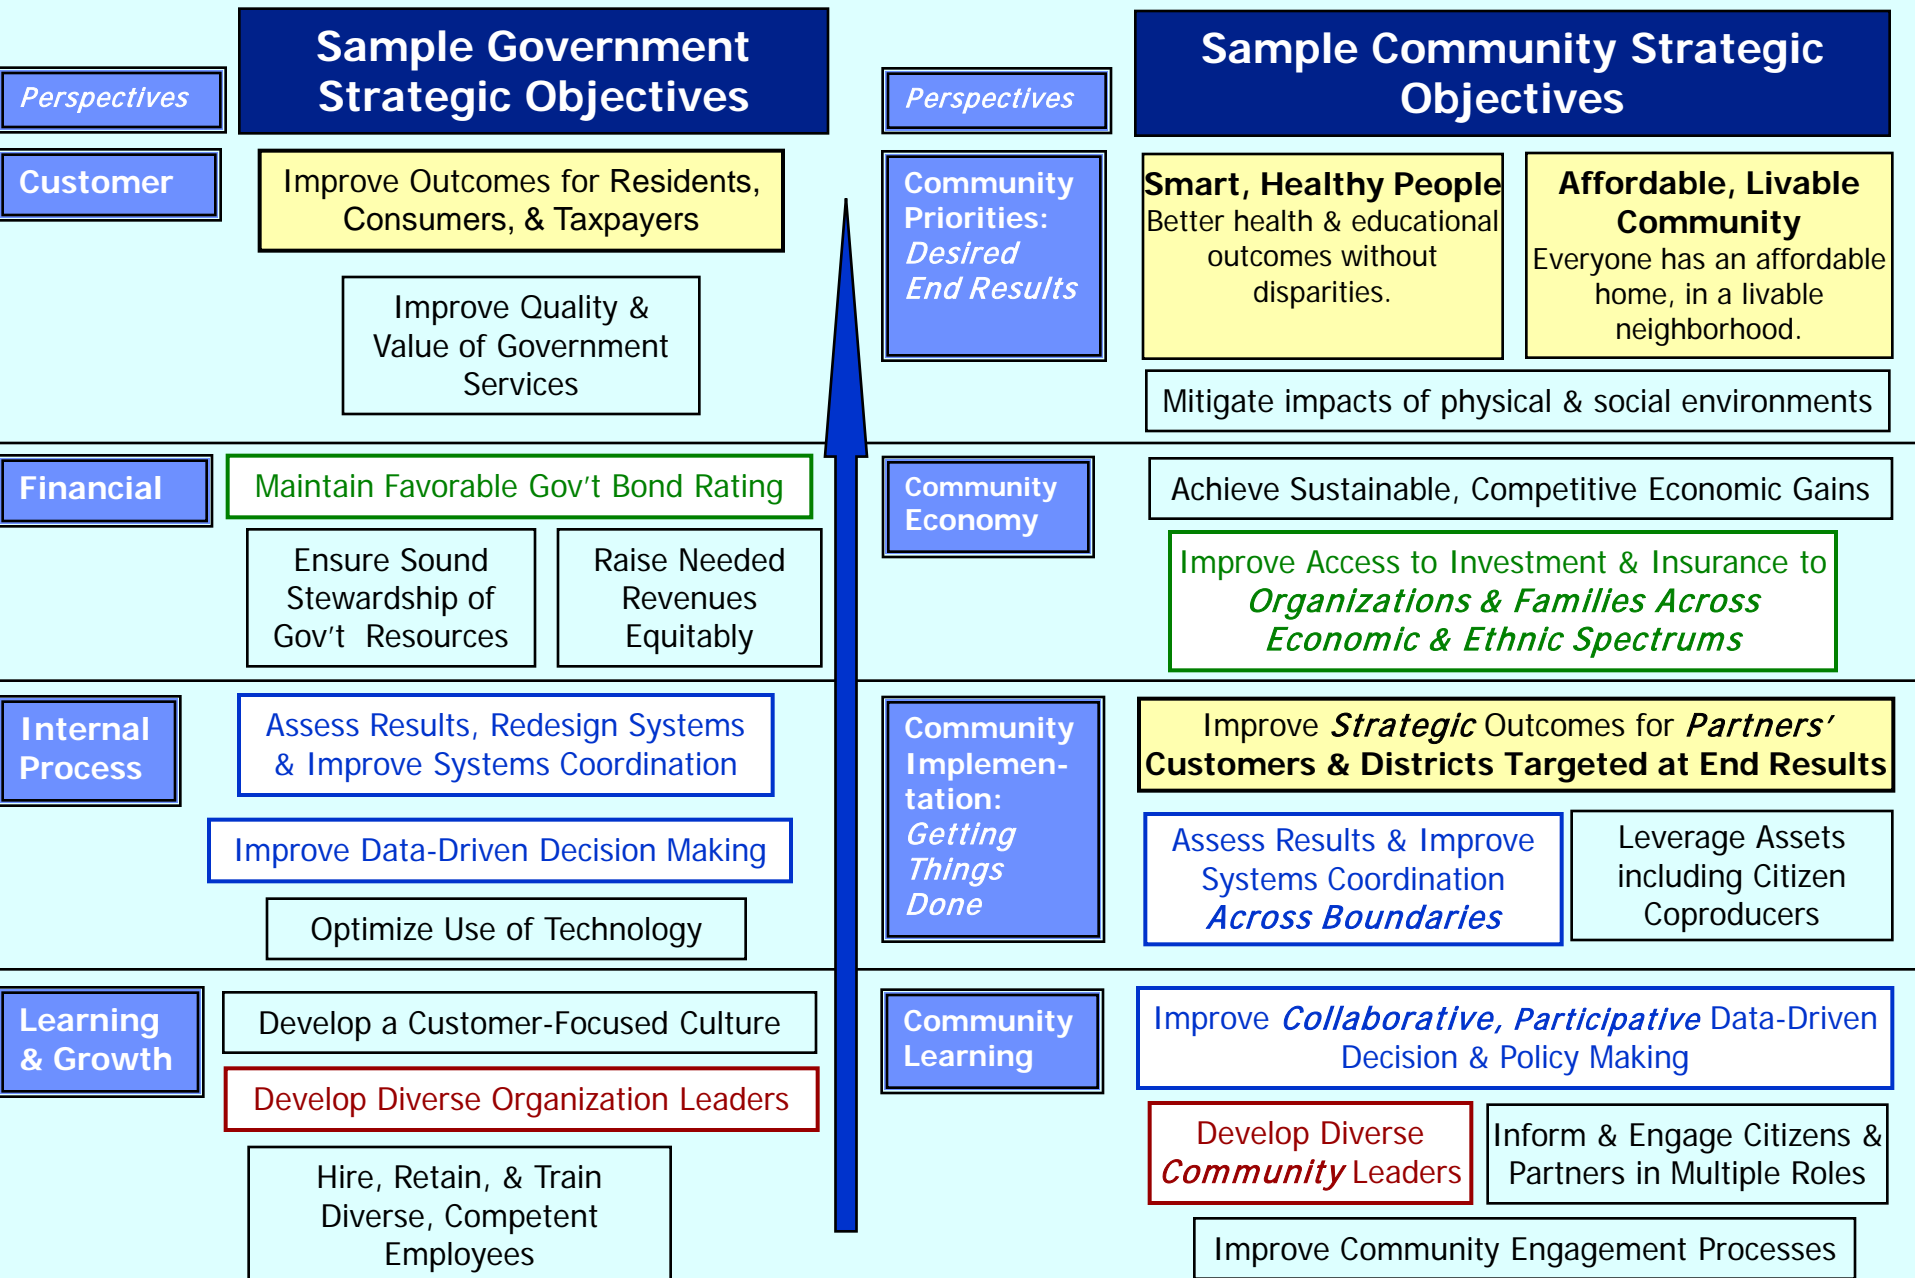 Perspectives
Sample Government
Strategic Objectives
Customer
Improve Outcomes for Residents,
Consumers, & Taxpayers
Improve Quality &
Value of Government
Services
Financial
Maintain Favorable Gov't Bond Rating
Ensure Sound
Stewardship of
Gov't Resources
Raise Needed
Revenues
Equitably
Internal
Process
Assess Results, Redesign Systems
& Improve Systems Coordination
Improve Data-Driven Decision Making
Optimize Use of Technology
Learning
& Growth
Develop a Customer-Focused Culture
Develop Diverse Organization Leaders
Hire, Retain, & Train
Diverse, Competent
Employees
Perspectives
Sample Community Strategic
Objectives
Community
Priorities:
Desired
End Results
Smart, Healthy People
Better health & educational
outcomes without
disparities.
Affordable, Livable
Community
Everyone has an affordable
home, in a livable
neighborhood.
Mitigate impacts of physical & social environments
Community
Economy
Achieve Sustainable, Competitive Economic Gains
Improve Access to Investment & Insurance to
Organizations & Families Across
Economic & Ethnic Spectrums
Community
Implemen-
tation:
Getting
Things
Done
Improve Strategic Outcomes for Partners'
Customers & Districts Targeted at End Results
Assess Results & Improve
Systems Coordination
Across Boundaries
Leverage Assets
including Citizen
Coproducers
Community
Learning
Improve Collaborative, Participative Data-Driven
Decision & Policy Making
Develop Diverse
Community Leaders
Inform & Engage Citizens &
Partners in Multiple Roles
Improve Community Engagement Processes